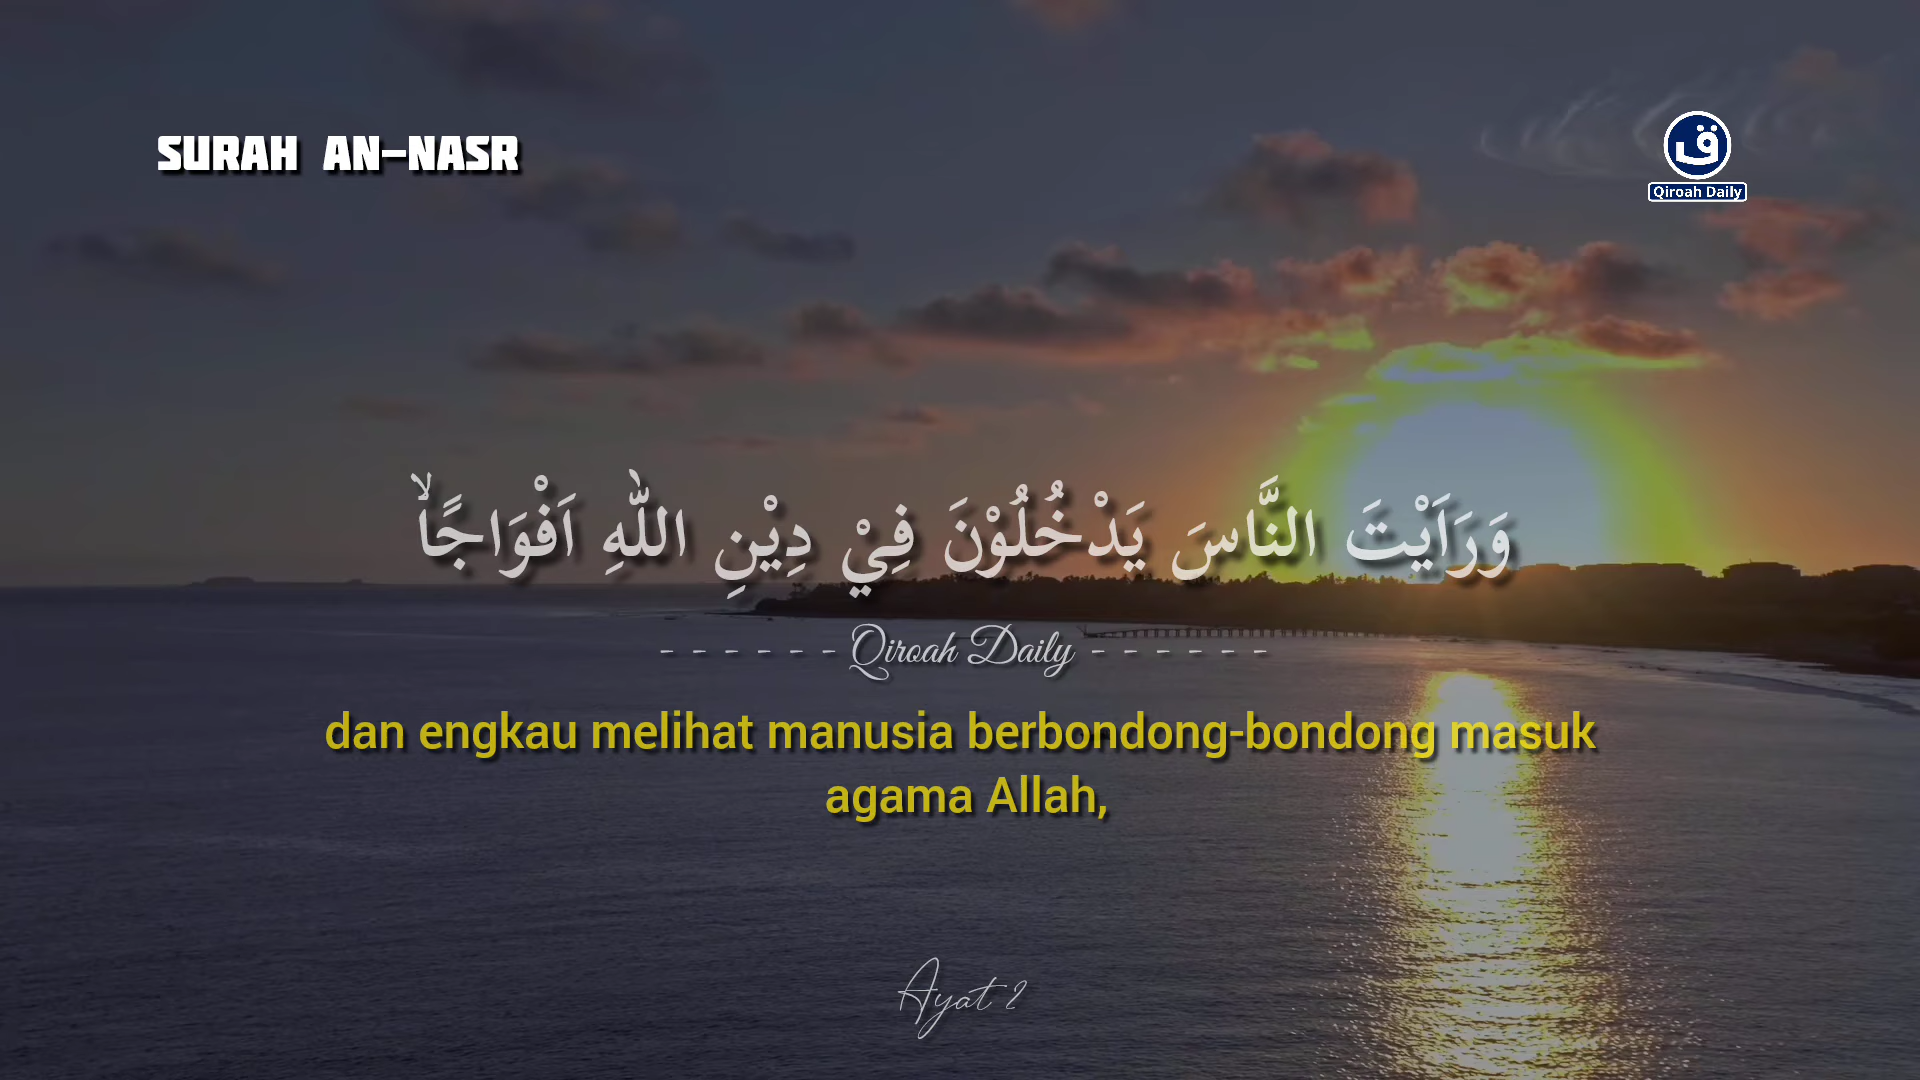 SURAH AN-NASR
ق
Qiroah Daily
وَرَاَيْتَ النَّاسَ يَدْخُلُوْنَ فِيْ دِيْنِ اللّٰهِ اَفْوَاجًاۙ
- - - - - - Qiroah Daily - - - - - -
dan engkau melihat manusia berbondong-bondong masuk
agama Allah,
Ayat 2